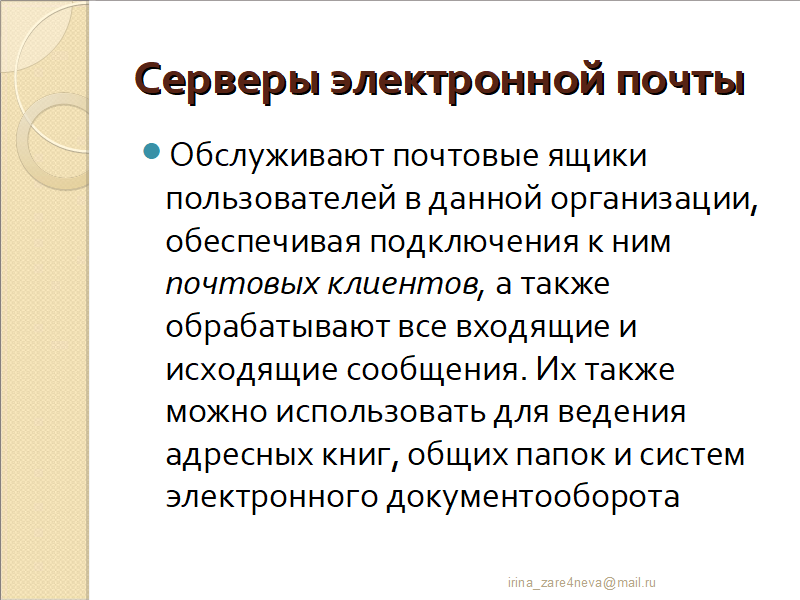 Серверы электронной почты
Обслуживают почтовые ящики
пользователей в данной организации,
обеспечивая подключения к ним
почтовых клиентов, а также
обрабатывают все входящие и
исходящие сообщения. Их также
можно использовать для ведения
адресных книг, общих папок и систем
электронного документооборота
irina_zare4neva@mail.ru